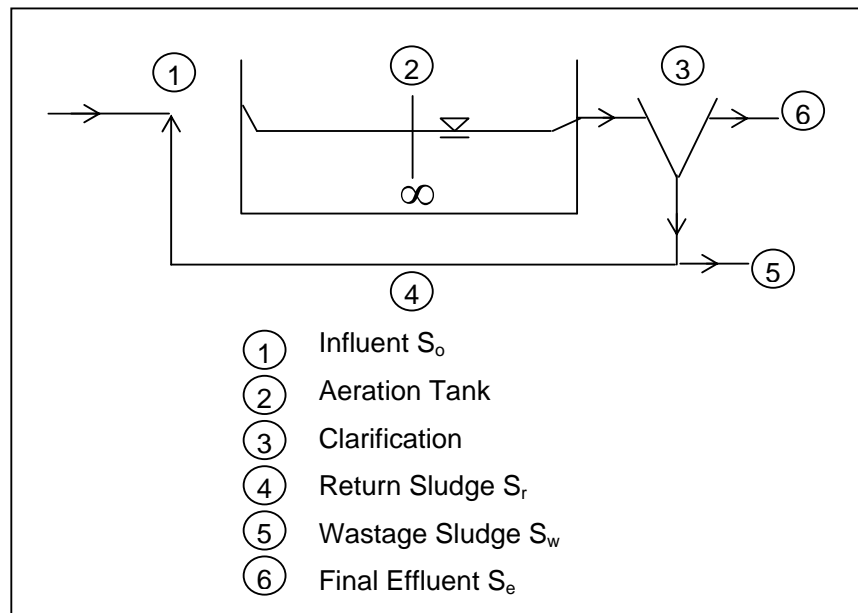 1
2
3
6
5
4
1 Influent Sₒ
2 Aeration Tank
3 Clarification
4 Return Sludge Sᵣ
5 Wastage Sludge S_w
6 Final Effluent Sₑ